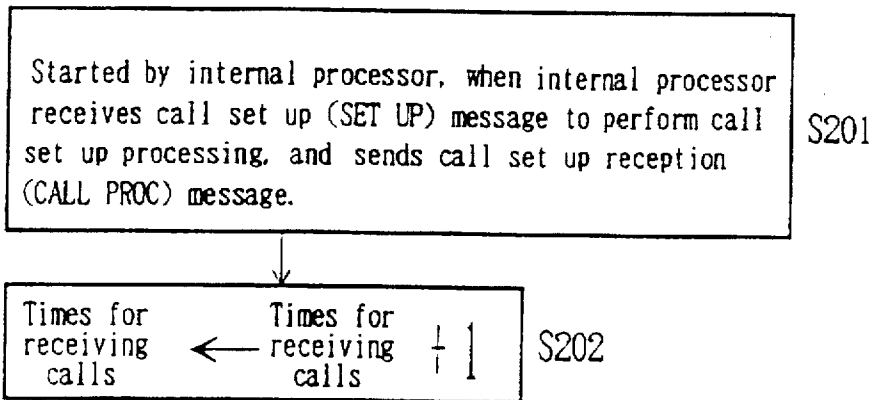 Started by internal processor, when internal processor
receives call set up (SET UP) message to perform call
set up processing, and sends call set up reception
(CALL PROC) message.
S201
Times for receiving calls ← Times for receiving calls + 1
S202